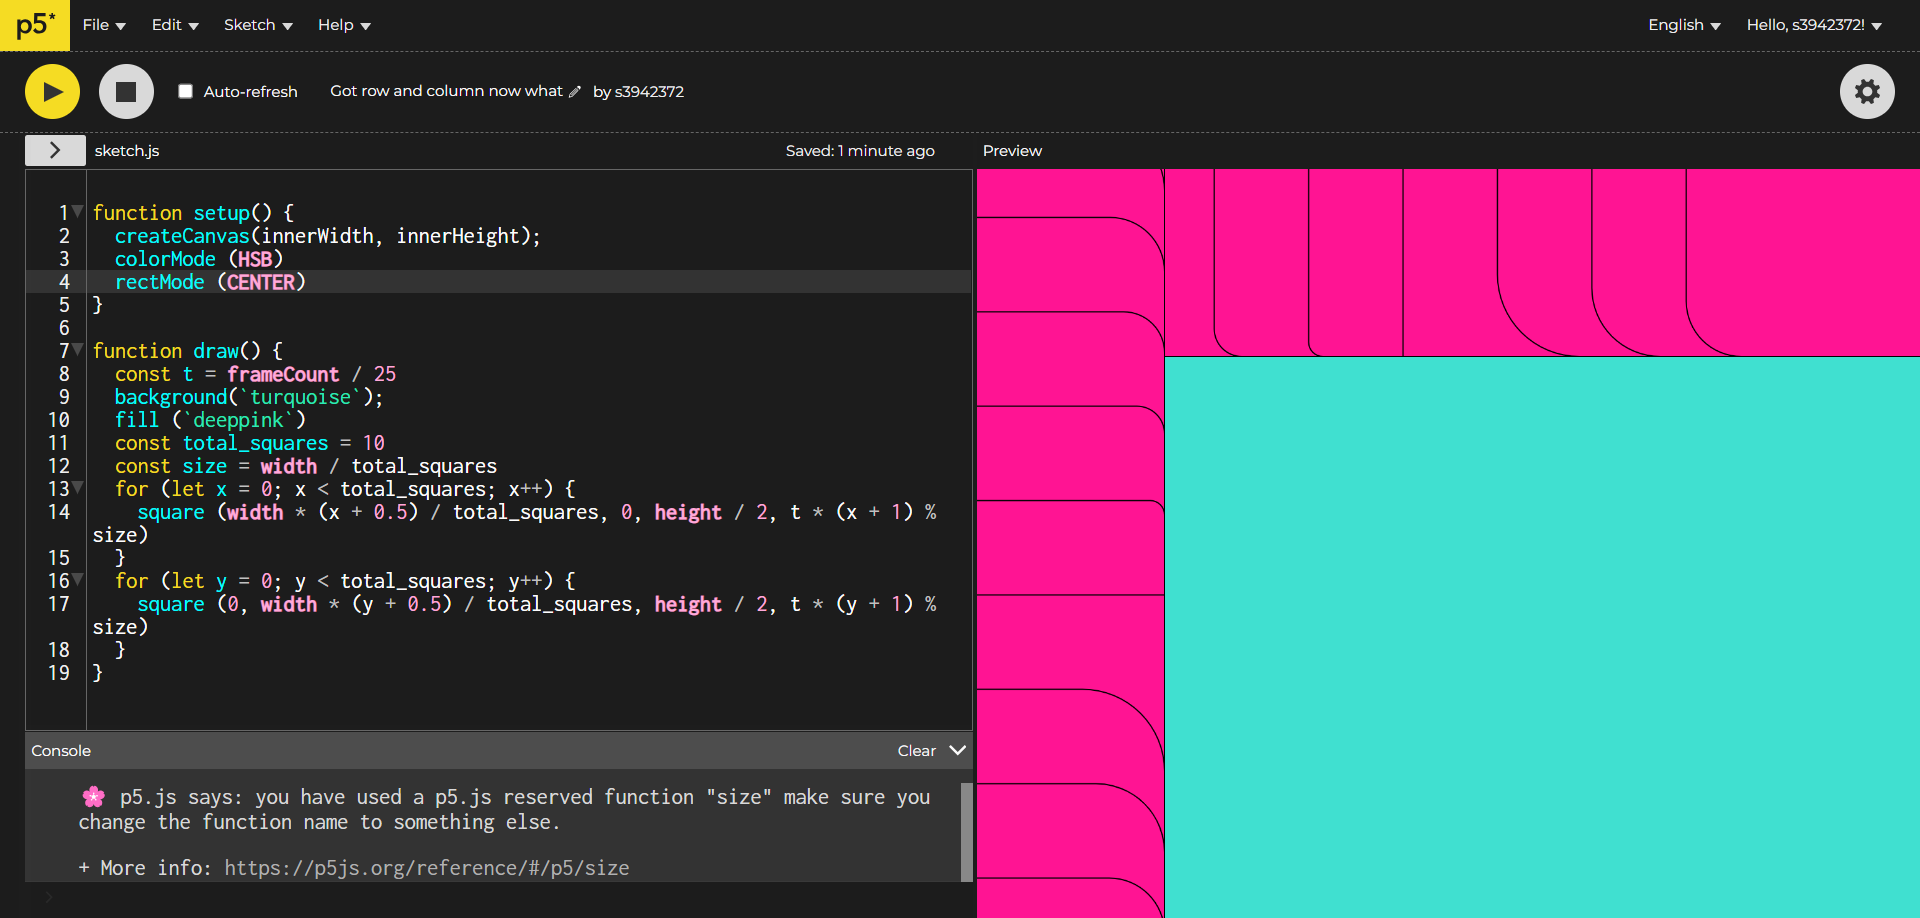 p5* File Edit Sketch Help English Hello, s3942372!
Auto-refresh Got row and column now what by s3942372
sketch.js Saved: 1 minute ago Preview
1 function setup() {
2 createCanvas(innerWidth, innerHeight);
3 colorMode (HSB)
4 rectMode (CENTER)
5 }
6
7 function draw() {
8 const t = frameCount / 25
9 background(`turquoise`);
10 fill (`deeppink`)
11 const total_squares = 10
12 const size = width / total_squares
13 for (let x = 0; x < total_squares; x++) {
14 square (width * (x + 0.5) / total_squares, 0, height / 2, t * (x + 1) %
size)
15 }
16 for (let y = 0; y < total_squares; y++) {
17 square (0, width * (y + 0.5) / total_squares, height / 2, t * (y + 1) %
size)
18 }
19 }
Console Clear
🌸 p5.js says: you have used a p5.js reserved function "size" make sure you
change the function name to something else.
+ More info: https://p5js.org/reference/#/p5/size